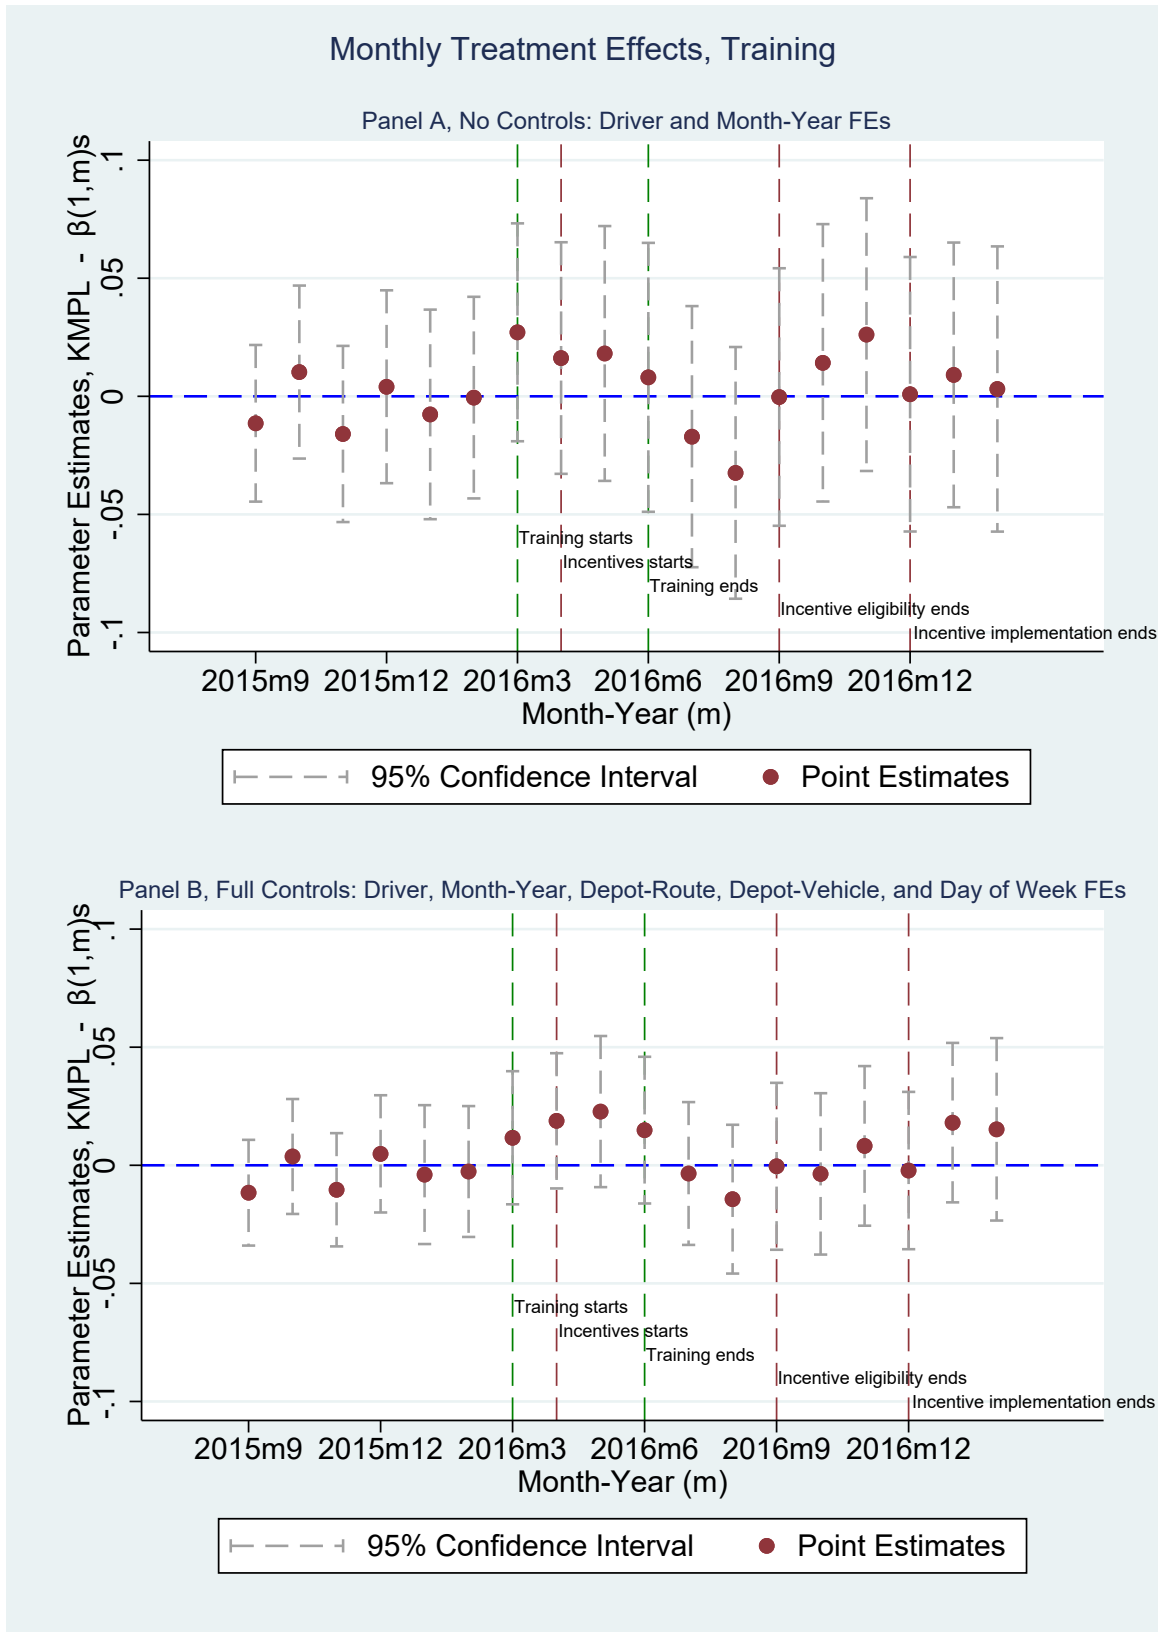 Monthly Treatment Effects, Training
Panel A, No Controls: Driver and Month-Year FEs
Parameter Estimates, KMPL - β(1,m)s
.1
.05
0
-.05
-.1
Training starts
Incentives starts
Training ends
Incentive eligibility ends
Incentive implementation ends
2015m9 2015m12 2016m3 2016m6 2016m9 2016m12
Month-Year (m)
95% Confidence Interval Point Estimates
Panel B, Full Controls: Driver, Month-Year, Depot-Route, Depot-Vehicle, and Day of Week FEs
Parameter Estimates, KMPL - β(1,m)s
.1
.05
0
-.05
-.1
Training starts
Incentives starts
Training ends
Incentive eligibility ends
Incentive implementation ends
2015m9 2015m12 2016m3 2016m6 2016m9 2016m12
Month-Year (m)
95% Confidence Interval Point Estimates